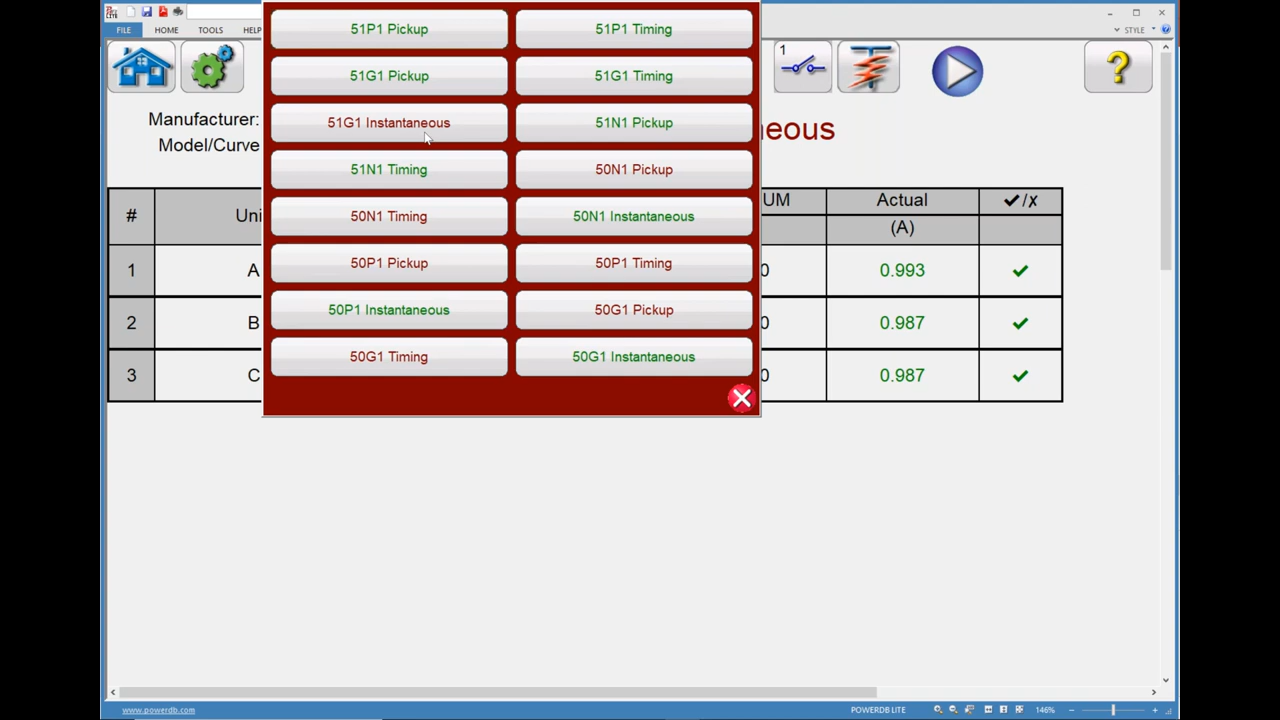 FILE HOME TOOLS HELP STYLE
51P1 Pickup 51P1 Timing
51G1 Pickup 51G1 Timing
51G1 Instantaneous 51N1 Pickup
51N1 Timing 50N1 Pickup
50N1 Timing 50N1 Instantaneous
50P1 Pickup 50P1 Timing
50P1 Instantaneous 50G1 Pickup
50G1 Timing 50G1 Instantaneous
1
?
Manufacturer:
Model/Curve
eous
# Uni UM Actual ✔/✗
(A)
1 A 0 0.993 ✔
2 B 0 0.987 ✔
3 C 0 0.987 ✔
www.powerdb.com POWERDB LITE 146%